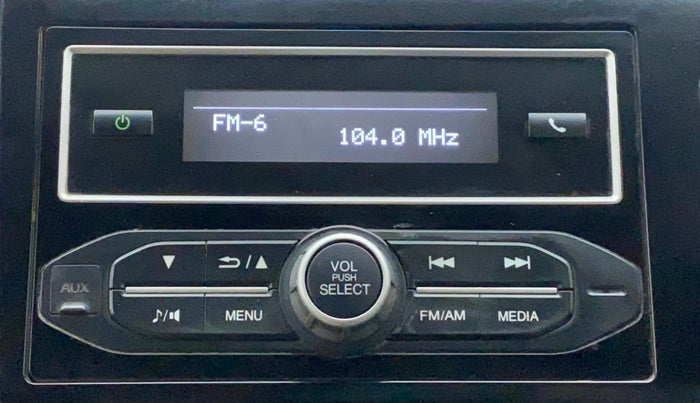 FM-6
104.0 MHz
AUX
VOL
PUSH
SELECT
MENU
FM/AM
MEDIA